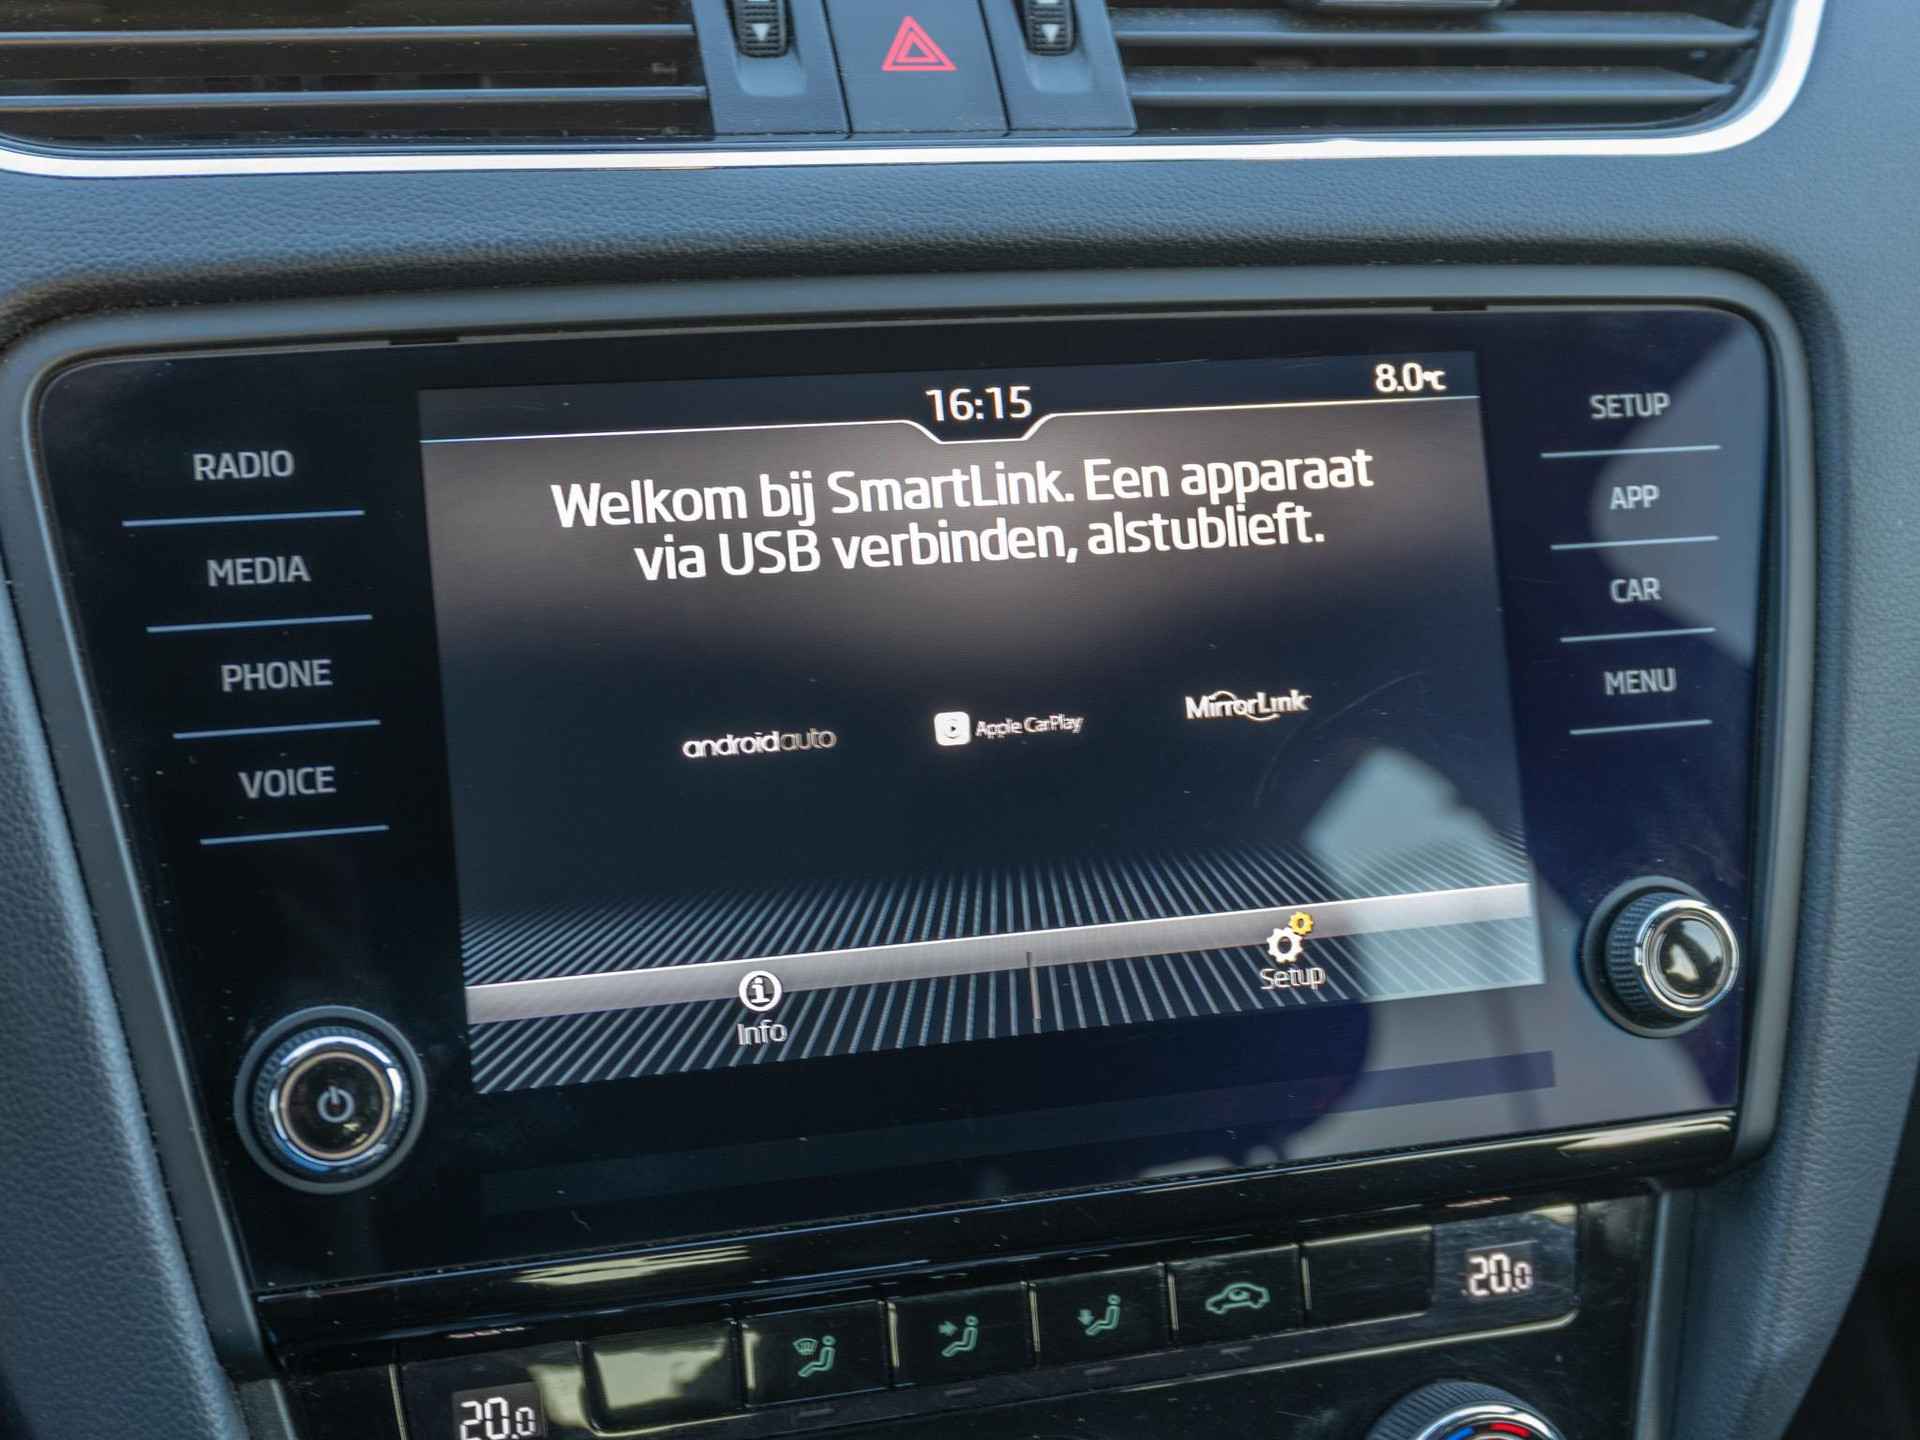 16:15
8.0°C
Welkom bij SmartLink. Een apparaat
via USB verbinden, alstublieft.
RADIO
MEDIA
PHONE
VOICE
SETUP
APP
CAR
MENU
androidauto
Apple CarPlay
MirrorLink
Info
Setup
20.0
20.0